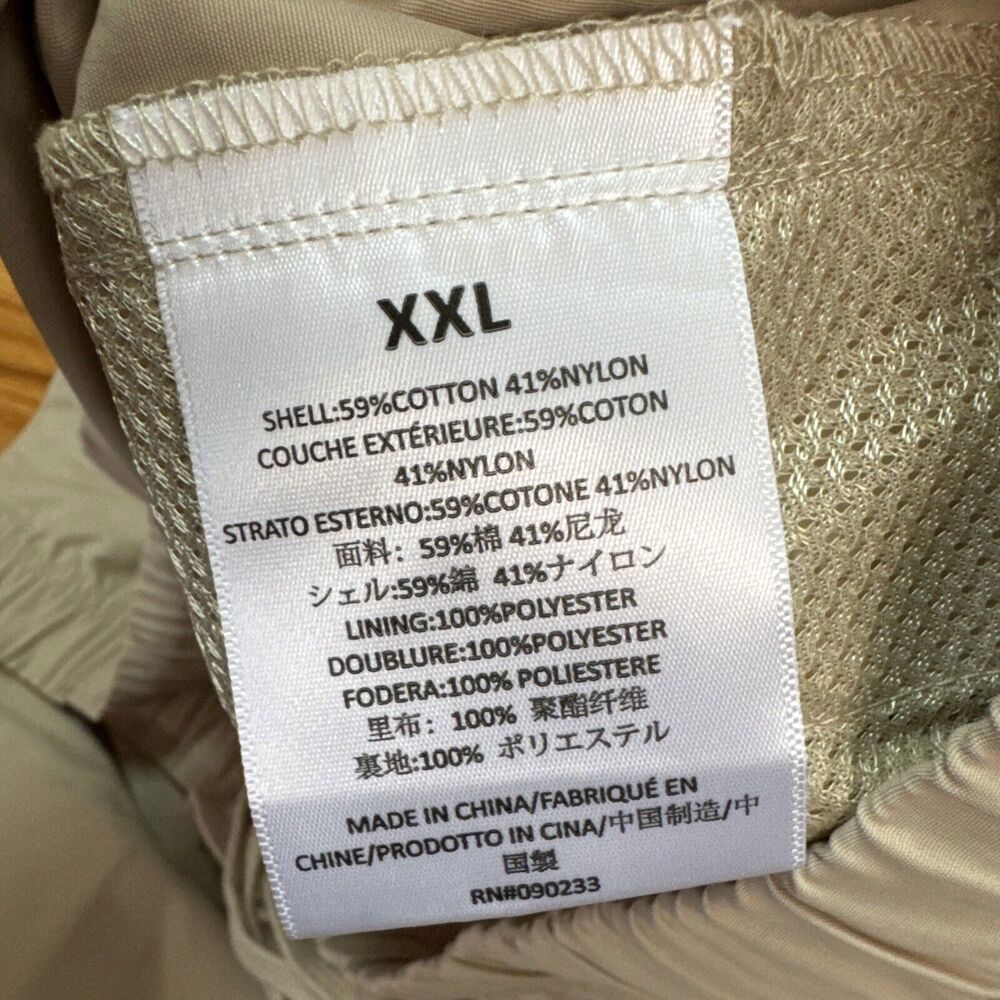 XXL
SHELL:59%COTTON 41%NYLON
COUCHE EXTÉRIEURE:59%COTON
41%NYLON
STRATO ESTERNO:59%COTONE 41%NYLON
面料：59%棉 41%尼龙
シェル:59%綿 41%ナイロン
LINING:100%POLYESTER
DOUBLURE:100%POLYESTER
FODERA:100% POLIESTERE
里布：100% 聚酯纤维
裏地:100% ポリエステル
MADE IN CHINA/FABRIQUÉ EN
CHINE/PRODOTTO IN CINA/中国制造/中
国製
RN#090233